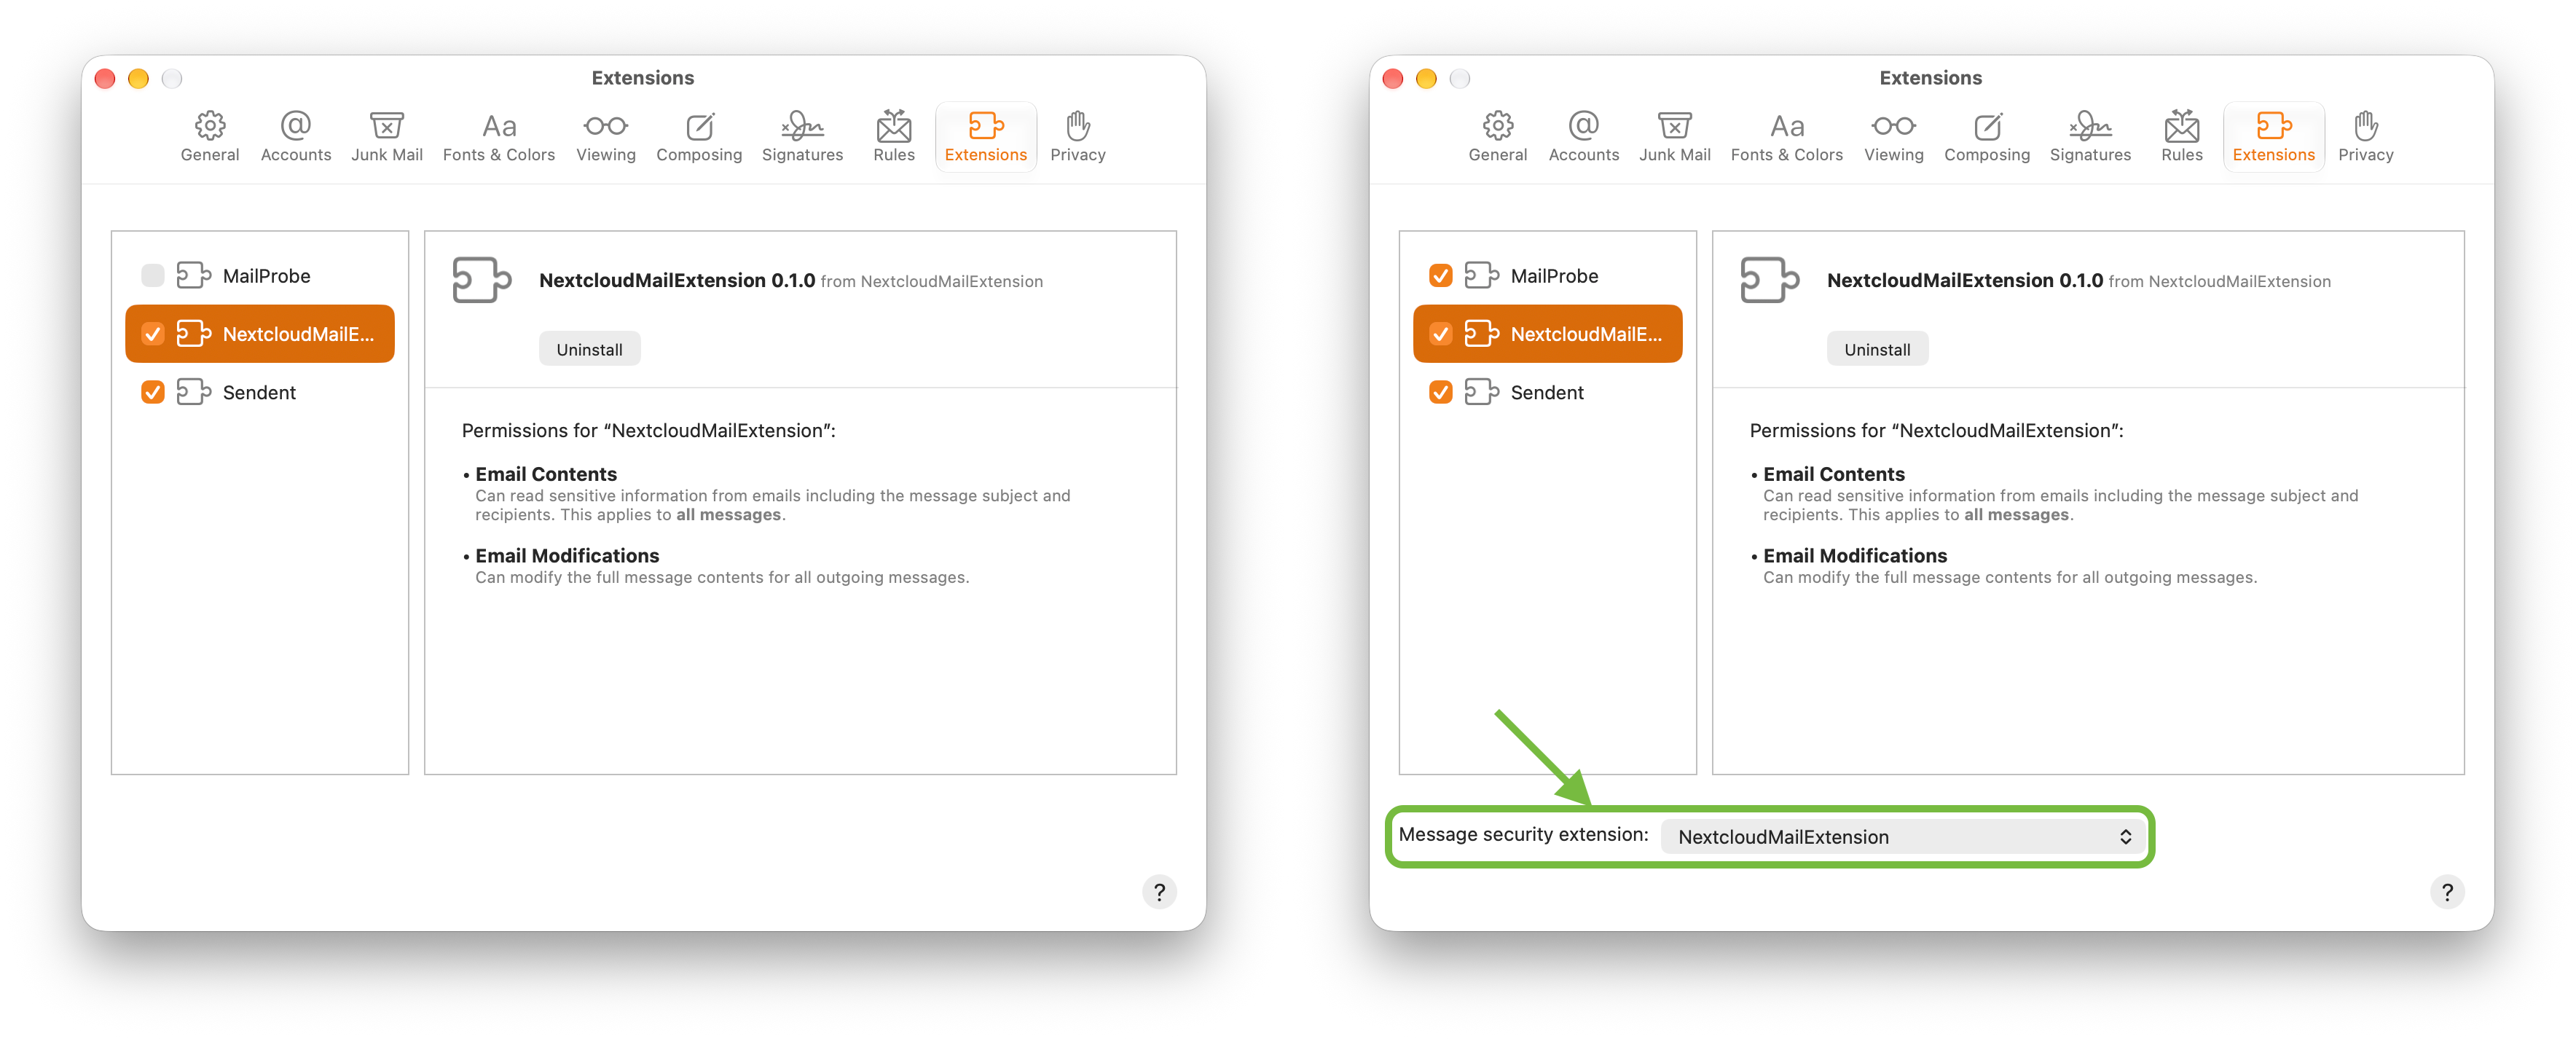 Extensions
General
Accounts
Junk Mail
Fonts & Colors
Viewing
Composing
Signatures
Rules
Extensions
Privacy
MailProbe
NextcloudMailE...
Sendent
NextcloudMailExtension 0.1.0 from NextcloudMailExtension
Uninstall
Permissions for “NextcloudMailExtension”:
• Email Contents
Can read sensitive information from emails including the message subject and
recipients. This applies to all messages.
• Email Modifications
Can modify the full message contents for all outgoing messages.
?
Extensions
General
Accounts
Junk Mail
Fonts & Colors
Viewing
Composing
Signatures
Rules
Extensions
Privacy
MailProbe
NextcloudMailE...
Sendent
NextcloudMailExtension 0.1.0 from NextcloudMailExtension
Uninstall
Permissions for “NextcloudMailExtension”:
• Email Contents
Can read sensitive information from emails including the message subject and
recipients. This applies to all messages.
• Email Modifications
Can modify the full message contents for all outgoing messages.
Message security extension: NextcloudMailExtension
?